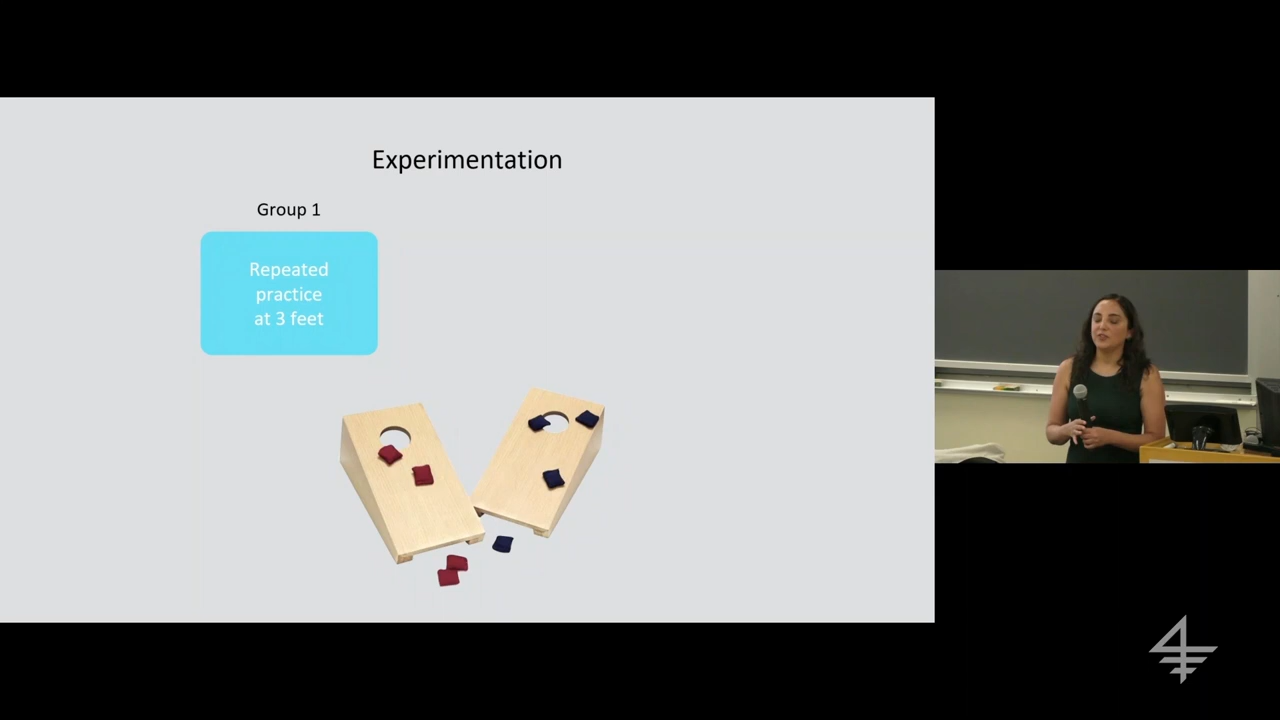 Experimentation
Group 1
Repeated
practice
at 3 feet